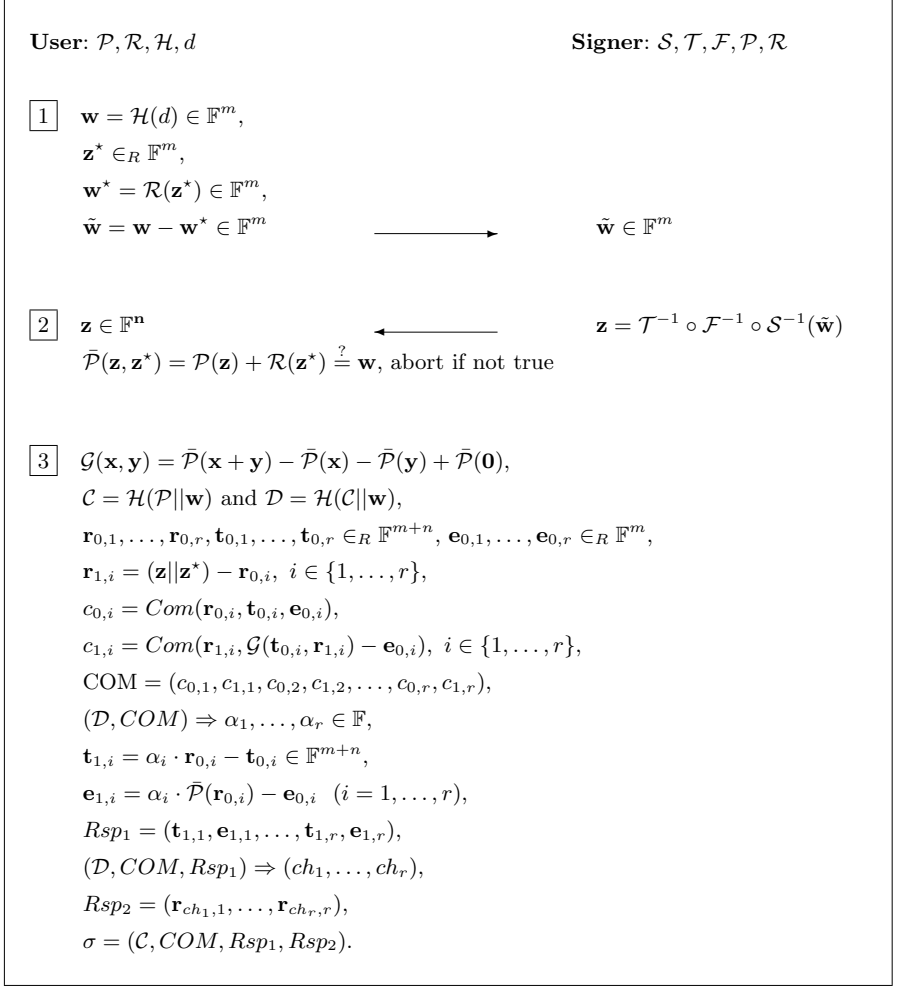 User: 𝒫, ℛ, ℋ, d Signer: 𝒮, 𝒯, ℱ, 𝒫, ℛ
1 w = ℋ(d) ∈ 𝔽^m,
z^⋆ ∈_R 𝔽^m,
w^⋆ = ℛ(z^⋆) ∈ 𝔽^m,
w̃ = w − w^⋆ ∈ 𝔽^m ⟶ w̃ ∈ 𝔽^m
2 z ∈ 𝔽^n ⟵ z = 𝒯^{−1} ∘ ℱ^{−1} ∘ 𝒮^{−1}(w̃)
𝒫̄(z, z^⋆) = 𝒫(z) + ℛ(z^⋆) ≟ w, abort if not true
3 𝒢(x, y) = 𝒫̄(x + y) − 𝒫̄(x) − 𝒫̄(y) + 𝒫̄(0),
𝒞 = ℋ(𝒫||w) and 𝒟 = ℋ(𝒞||w),
r_{0,1}, . . . , r_{0,r}, t_{0,1}, . . . , t_{0,r} ∈_R 𝔽^{m+n}, e_{0,1}, . . . , e_{0,r} ∈_R 𝔽^m,
r_{1,i} = (z||z^⋆) − r_{0,i}, i ∈ {1, . . . , r},
c_{0,i} = Com(r_{0,i}, t_{0,i}, e_{0,i}),
c_{1,i} = Com(r_{1,i}, 𝒢(t_{0,i}, r_{1,i}) − e_{0,i}), i ∈ {1, . . . , r},
COM = (c_{0,1}, c_{1,1}, c_{0,2}, c_{1,2}, . . . , c_{0,r}, c_{1,r}),
(𝒟, COM) ⇒ α_1, . . . , α_r ∈ 𝔽,
t_{1,i} = α_i · r_{0,i} − t_{0,i} ∈ 𝔽^{m+n},
e_{1,i} = α_i · 𝒫̄(r_{0,i}) − e_{0,i} (i = 1, . . . , r),
Rsp_1 = (t_{1,1}, e_{1,1}, . . . , t_{1,r}, e_{1,r}),
(𝒟, COM, Rsp_1) ⇒ (ch_1, . . . , ch_r),
Rsp_2 = (r_{ch_1,1}, . . . , r_{ch_r,r}),
σ = (𝒞, COM, Rsp_1, Rsp_2).